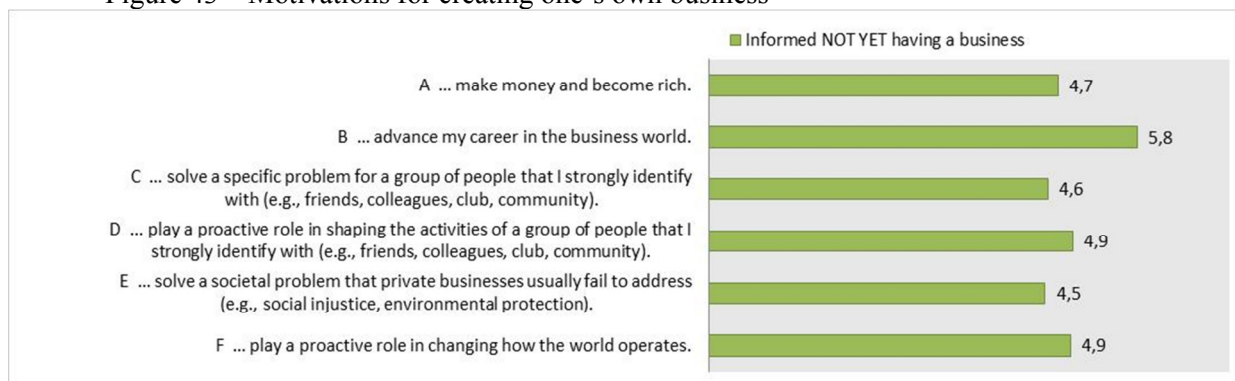 Figure 43 – Motivations for creating one's own business
Informed NOT YET having a business
A ... make money and become rich.
4,7
B ... advance my career in the business world.
5,8
C ... solve a specific problem for a group of people that I strongly identify
with (e.g., friends, colleagues, club, community).
4,6
D ... play a proactive role in shaping the activities of a group of people that I
strongly identify with (e.g., friends, colleagues, club, community).
4,9
E ... solve a societal problem that private businesses usually fail to address
(e.g., social injustice, environmental protection).
4,5
F ... play a proactive role in changing how the world operates.
4,9